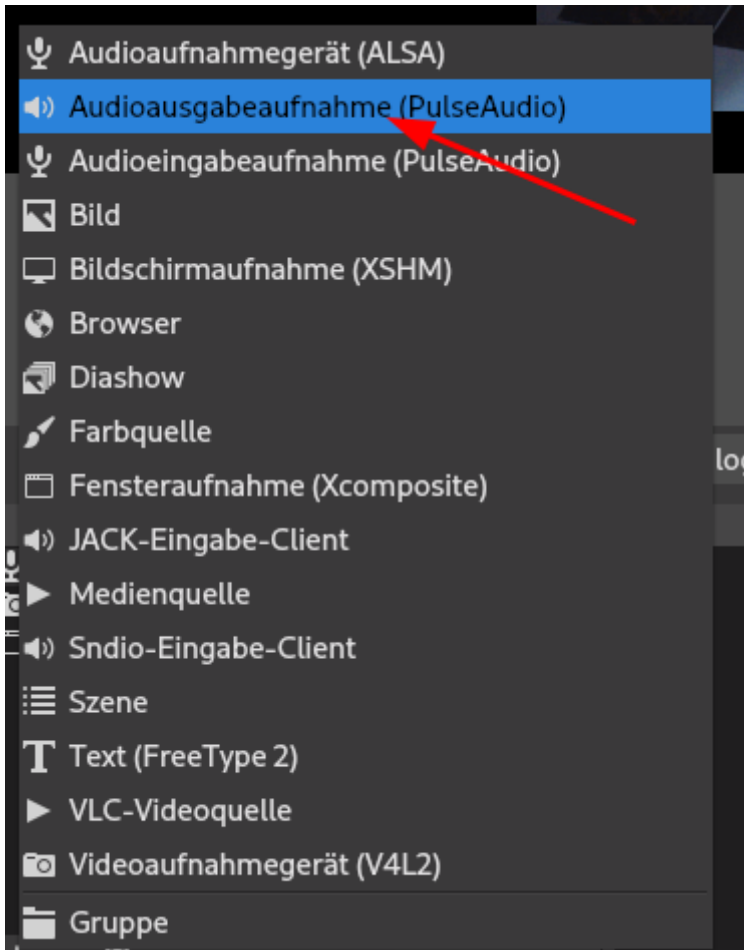 Audioaufnahmegerät (ALSA)
Audioausgabeaufnahme (PulseAudio)
Audioeingabeaufnahme (PulseAudio)
Bild
Bildschirmaufnahme (XSHM)
Browser
Diashow
Farbquelle
Fensteraufnahme (Xcomposite)
JACK-Eingabe-Client
Medienquelle
Sndio-Eingabe-Client
Szene
Text (FreeType 2)
VLC-Videoquelle
Videoaufnahmegerät (V4L2)
Gruppe